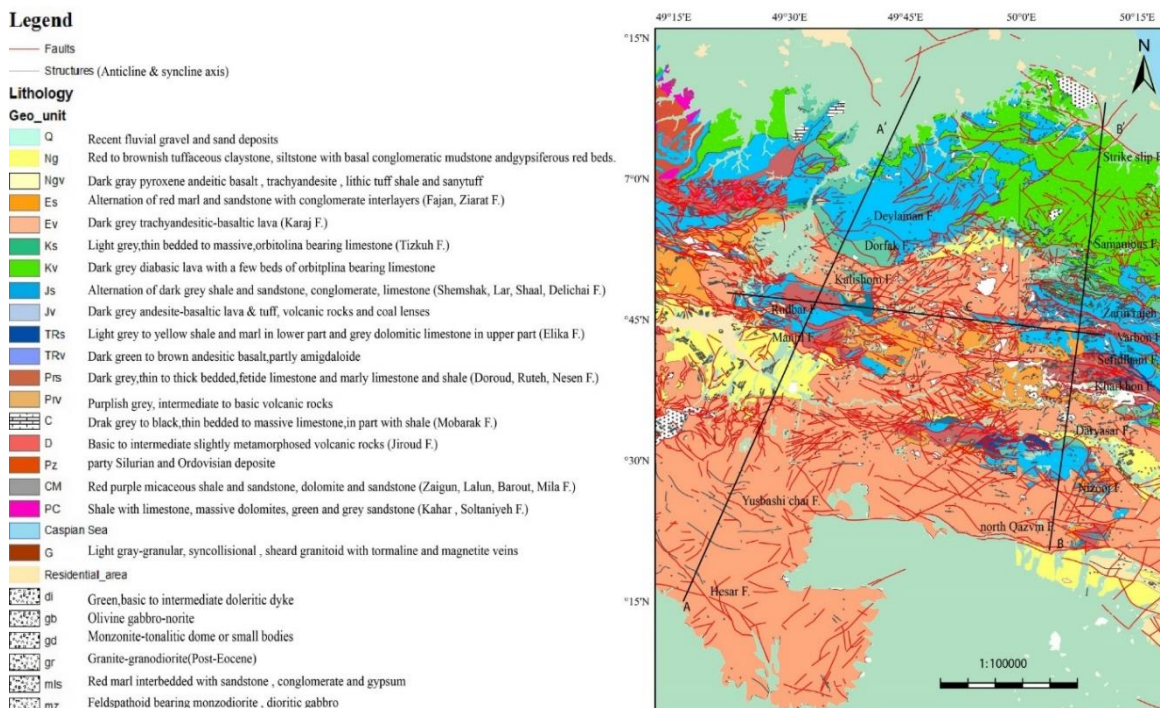 Legend
Faults
Structures (Anticline & syncline axis)
Lithology
Geo_unit
Q Recent fluvial gravel and sand deposits
Ng Red to brownish tuffaceous claystone, siltstone with basal conglomeratic mudstone andgypsiferous red beds.
Ngv Dark gray pyroxene andeitic basalt , trachyandesite , lithic tuff shale and sanytuff
Es Alternation of red marl and sandstone with conglomerate interlayers (Fajan, Ziarat F.)
Ev Dark grey trachyandesitic-basaltic lava (Karaj F.)
Ks Light grey,thin bedded to massive,orbitolina bearing limestone (Tizkuh F.)
Kv Dark grey diabasic lava with a few beds of orbitplina bearing limestone
Js Alternation of dark grey shale and sandstone, conglomerate, limestone (Shemshak, Lar, Shaal, Delichai F.)
Jv Dark grey andesite-basaltic lava & tuff, volcanic rocks and coal lenses
TRs Light grey to yellow shale and marl in lower part and grey dolomitic limestone in upper part (Elika F.)
TRv Dark green to brown andesitic basalt,partly amigdaloide
Prs Dark grey,thin to thick bedded,fetide limestone and marly limestone and shale (Doroud, Ruteh, Nesen F.)
Prv Purplish grey, intermediate to basic volcanic rocks
C Drak grey to black,thin bedded to massive limestone,in part with shale (Mobarak F.)
D Basic to intermediate slightly metamorphosed volcanic rocks (Jiroud F.)
Pz party Silurian and Ordovisian deposite
CM Red purple micaceous shale and sandstone, dolomite and sandstone (Zaigun, Lalun, Barout, Mila F.)
PC Shale with limestone, massive dolomites, green and grey sandstone (Kahar , Soltaniyeh F.)
Caspian Sea
G Light gray-granular, syncollisional , sheard granitoid with tormaline and magnetite veins
Residential_area
di Green,basic to intermediate doleritic dyke
gb Olivine gabbro-norite
gd Monzonite-tonalitic dome or small bodies
gr Granite-granodiorite(Post-Eocene)
mls Red marl interbedded with sandstone , conglomerate and gypsum
mz Feldspathoid bearing monzodiorite , dioritic gabbro
49°15'E 49°30'E 49°45'E 50°0'E 50°15'E
°15'N
N
A'
B'
Strike slip F.
7°0'N
Deylaman F.
Dorfak F.
Samamous F.
Kalishom F.
C
Rudbar F.
Zarin rajeh
°45'N
Manjil F.
Varbon F.
Sefidham F.
Kharkhon F.
Daryasar F.
°30'N
Nizcot F.
Yusbashi chai F.
north Qazvin F.
B
°15'N
Hesar F.
A
1:100000